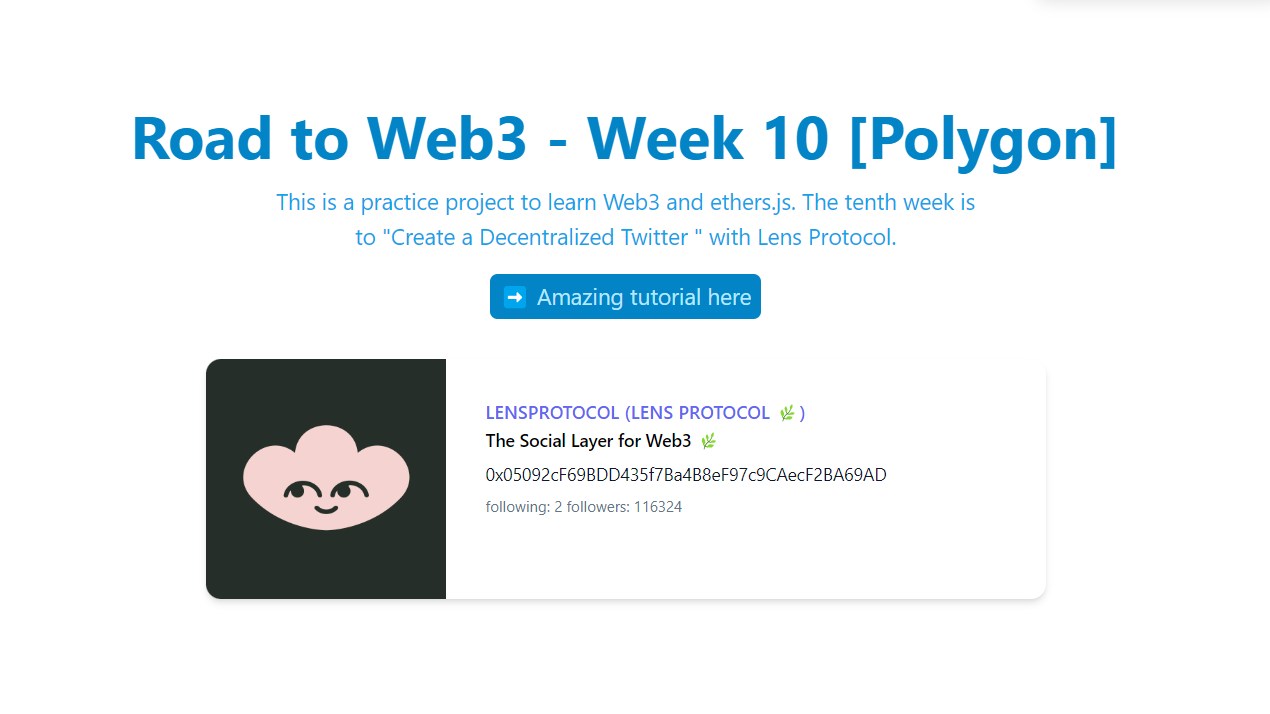 Road to Web3 - Week 10 [Polygon]
This is a practice project to learn Web3 and ethers.js. The tenth week is
to "Create a Decentralized Twitter " with Lens Protocol.
➡️ Amazing tutorial here
LENSPROTOCOL (LENS PROTOCOL 🌿)
The Social Layer for Web3 🌿
0x05092cF69BDD435f7Ba4B8eF97c9CAecF2BA69AD
following: 2 followers: 116324